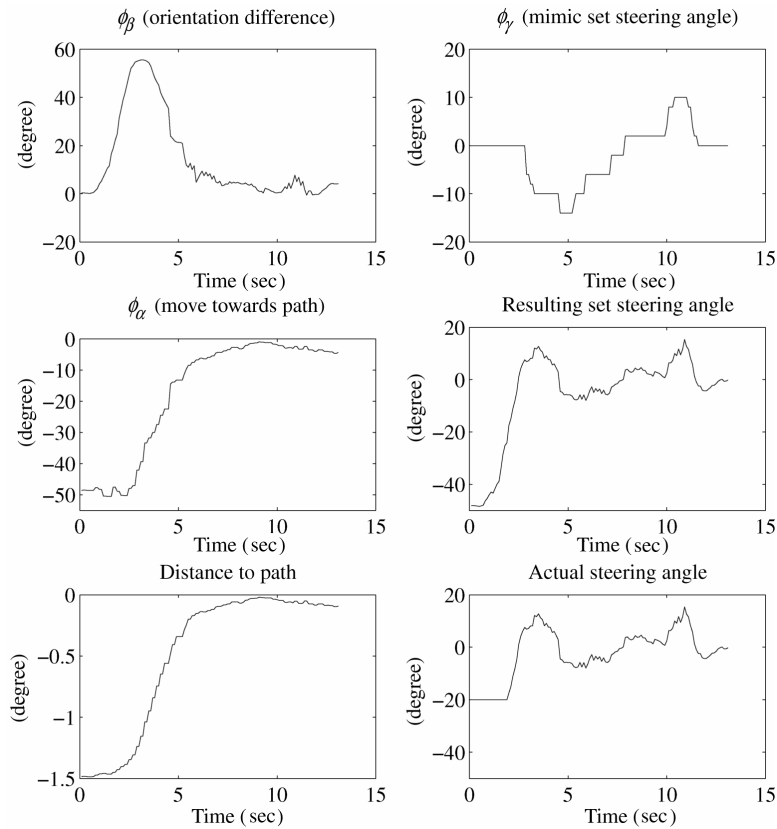 ϕβ (orientation difference)
60
40
20
0
−20
(degree)
0 5 10 15
Time (sec)
ϕγ (mimic set steering angle)
20
10
0
−10
−20
(degree)
0 5 10 15
Time (sec)
ϕα (move towards path)
0
−10
−20
−30
−40
−50
(degree)
0 5 10 15
Time (sec)
Resulting set steering angle
20
0
−20
−40
(degree)
0 5 10 15
Time (sec)
Distance to path
0
−0.5
−1
−1.5
(degree)
0 5 10 15
Time (sec)
Actual steering angle
20
0
−20
−40
(degree)
0 5 10 15
Time (sec)